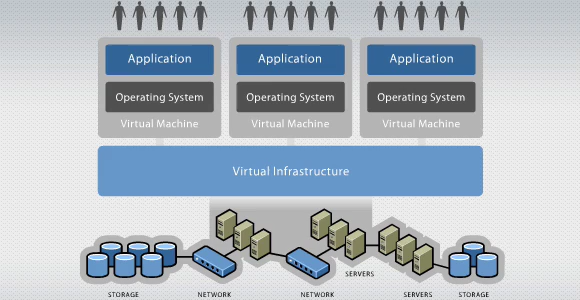 Application
Application
Application
Operating System
Operating System
Operating System
Virtual Machine
Virtual Machine
Virtual Machine
Virtual Infrastructure
SERVERS
STORAGE
NETWORK
NETWORK
SERVERS
STORAGE